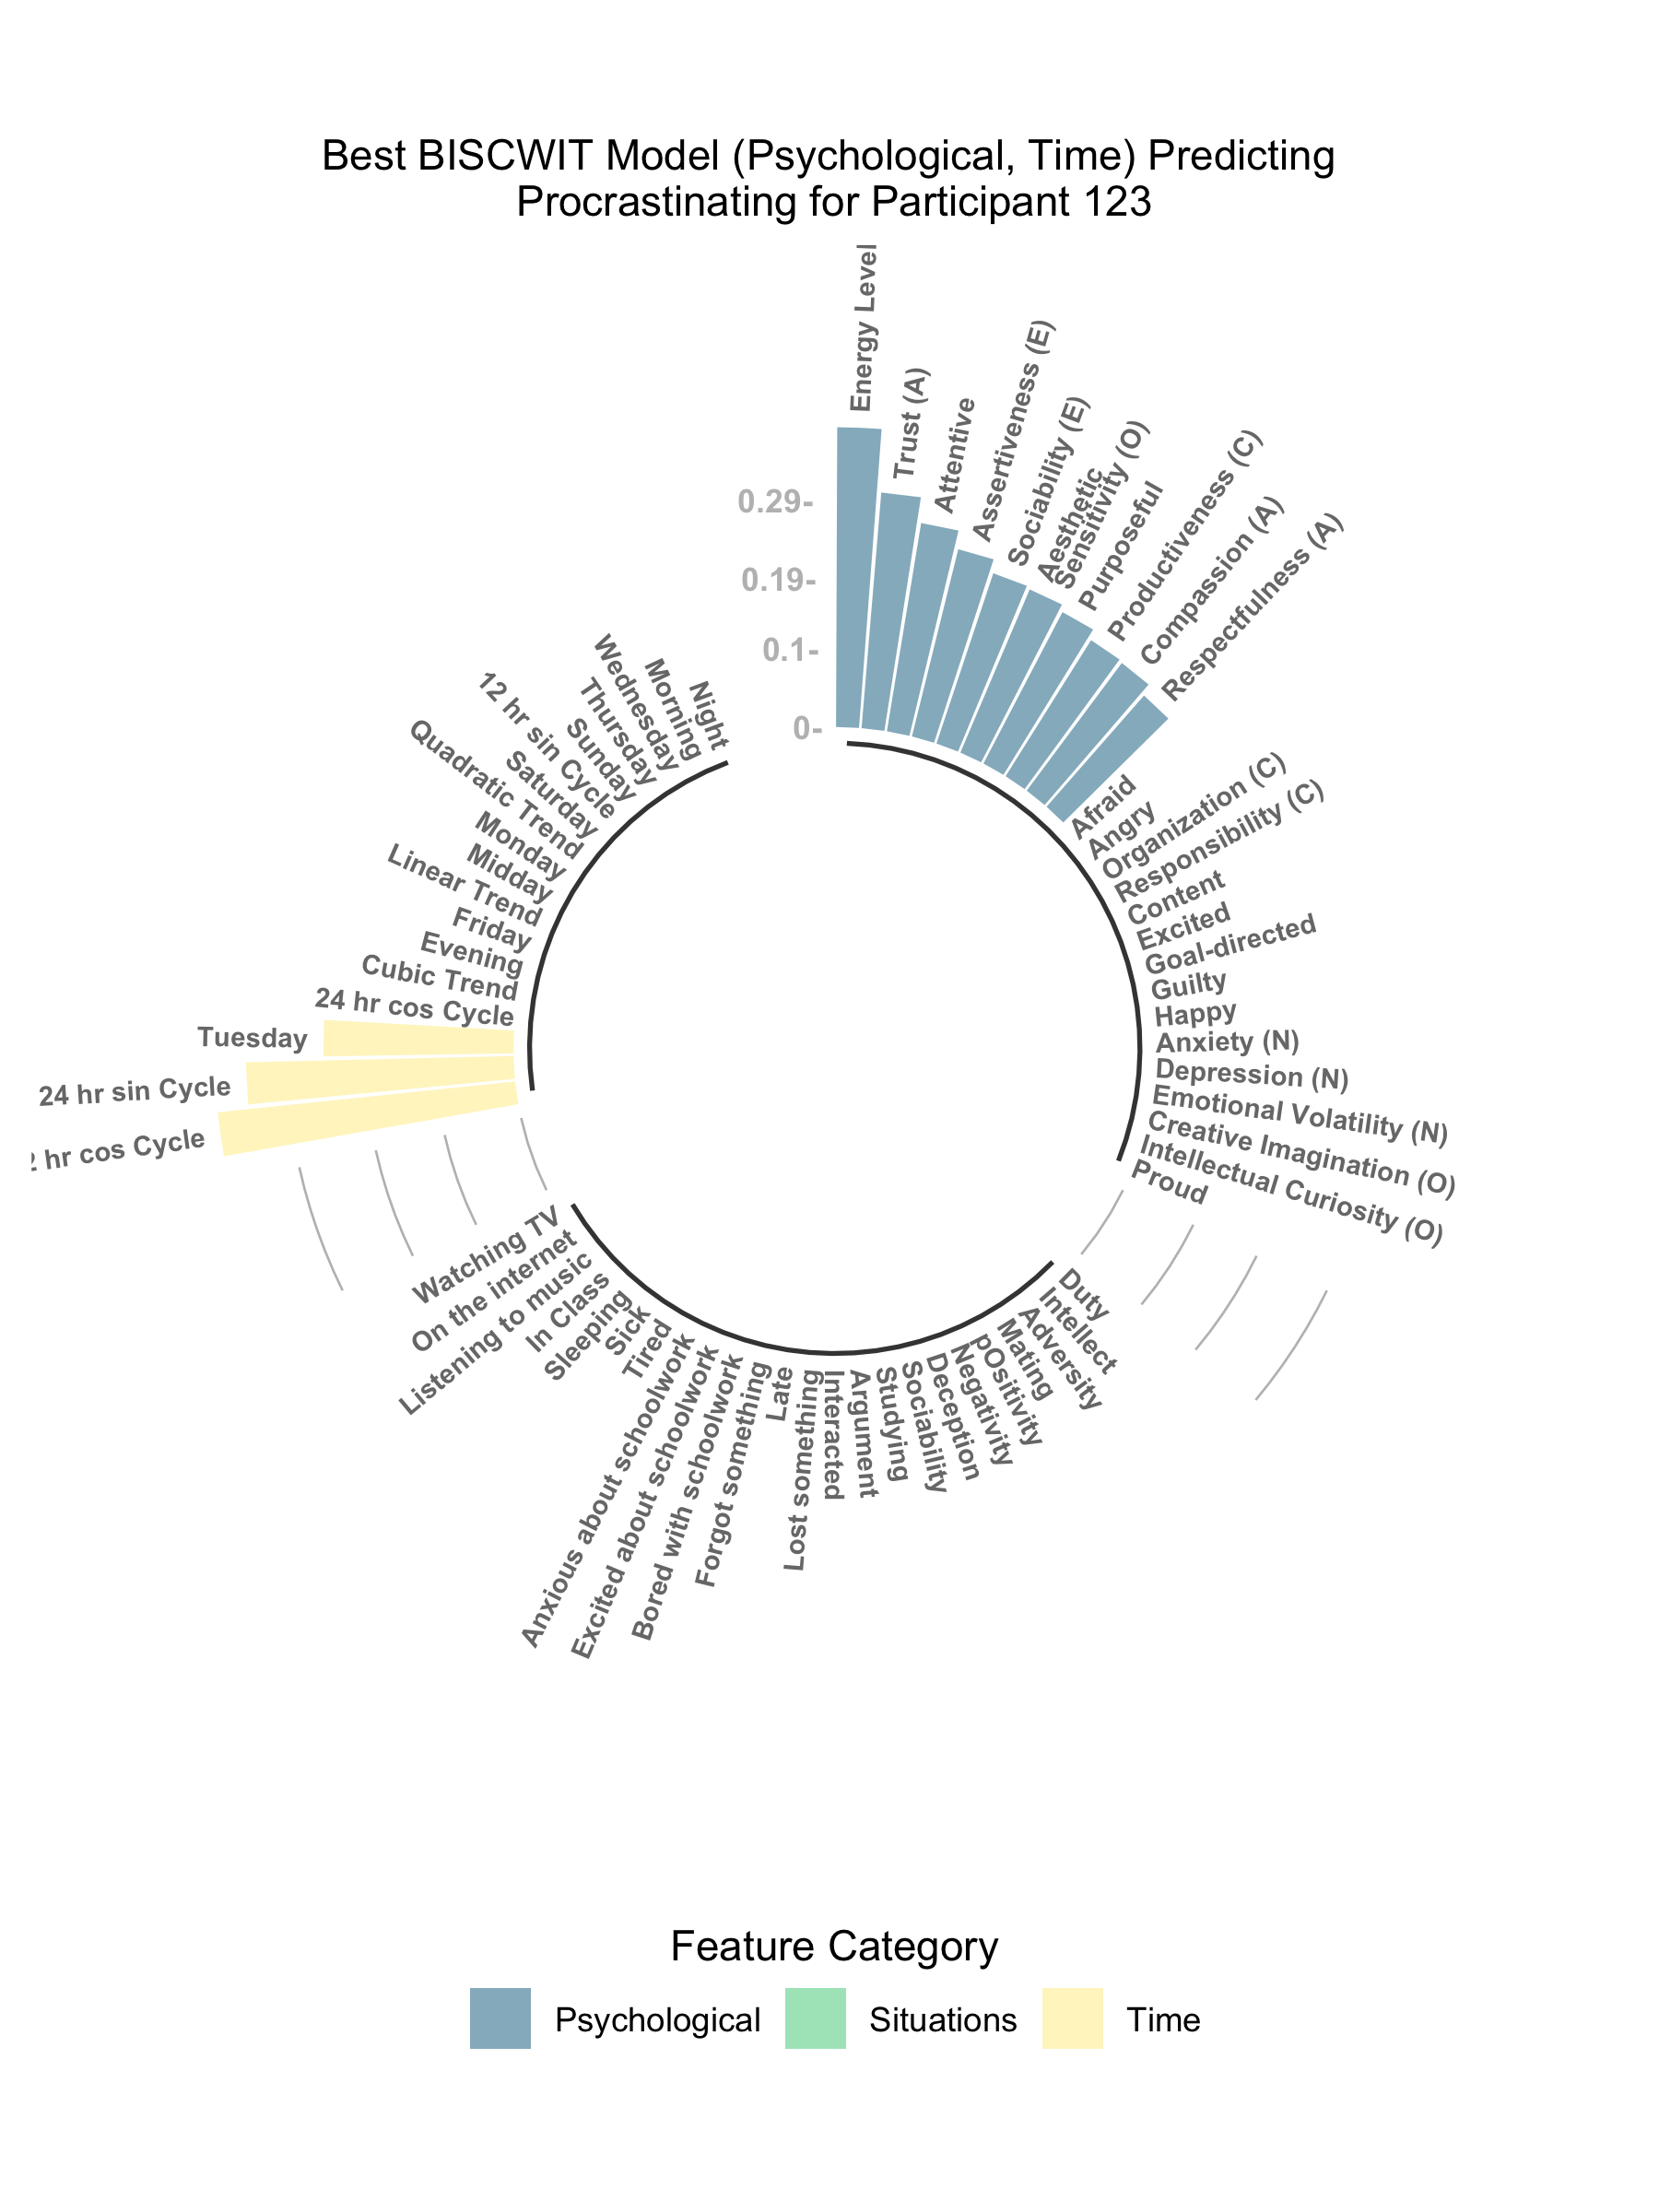 Best BISCWIT Model (Psychological, Time) Predicting
Procrastinating for Participant 123
0.29-
0.19-
0.1-
0-
Energy Level
Trust (A)
Attentive
Assertiveness (E)
Sociability (E)
Aesthetic
Sensitivity (O)
Purposeful
Productiveness (C)
Compassion (A)
Respectfulness (A)
Afraid
Angry
Organization (C)
Responsibility (C)
Content
Excited
Goal-directed
Guilty
Happy
Anxiety (N)
Depression (N)
Emotional Volatility (N)
Creative Imagination (O)
Intellectual Curiosity (O)
Proud
Duty
Intellect
Adversity
Mating
pOsitivity
Negativity
Deception
Sociability
Studying
Argument
Interacted
Lost something
Late
Forgot something
Bored with schoolwork
Excited about schoolwork
Anxious about schoolwork
Tired
Sick
Sleeping
In Class
Listening to music
On the internet
Watching TV
hr cos Cycle
24 hr sin Cycle
Tuesday
24 hr cos Cycle
Cubic Trend
Evening
Friday
Linear Trend
Midday
Monday
Quadratic Trend
Saturday
12 hr sin Cycle
Sunday
Thursday
Wednesday
Morning
Night
Feature Category
Psychological
Situations
Time